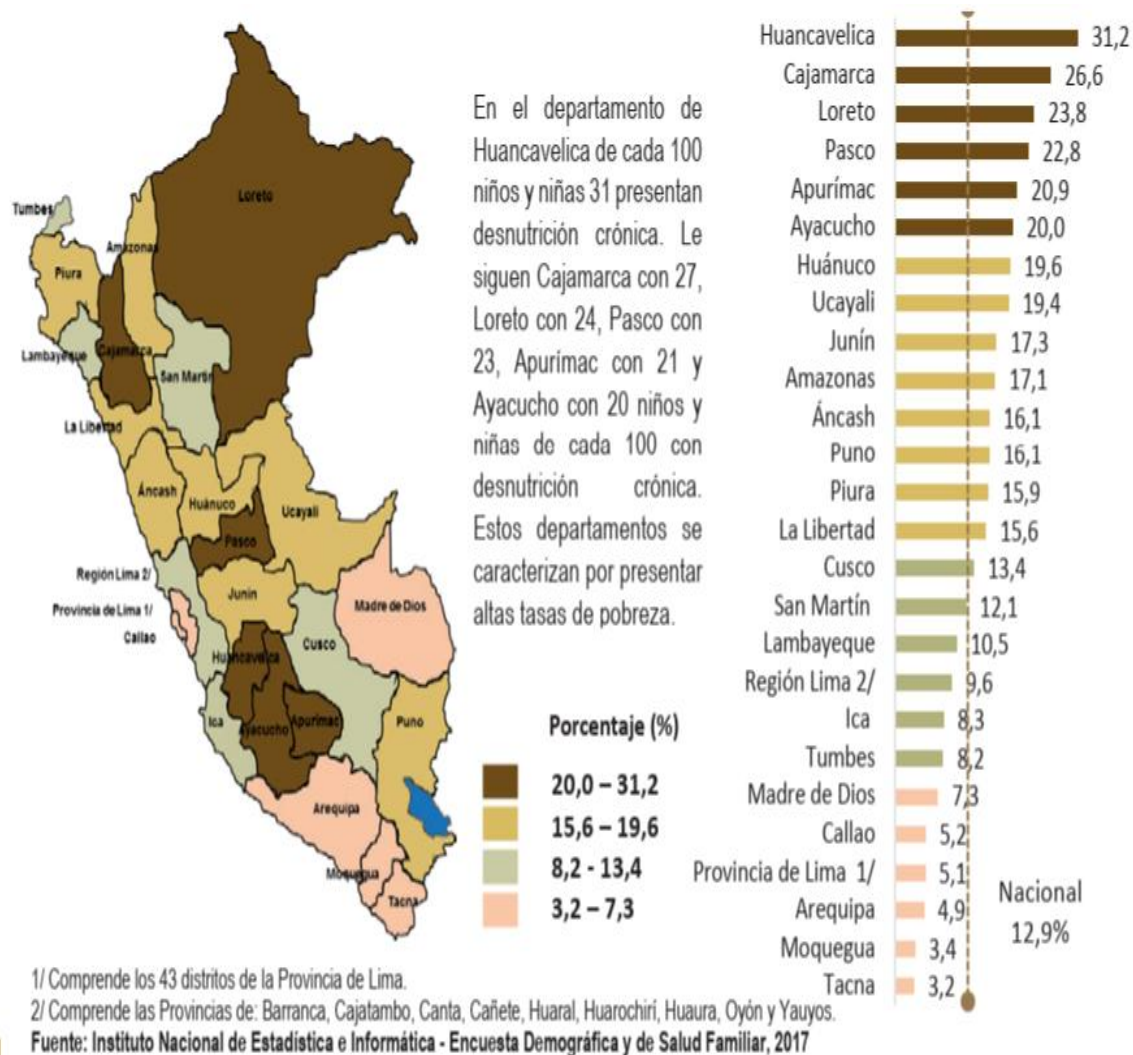 Loreto
Tumbes
Amazonas
Piura
Lambayeque
Cajamarca
San Martín
La Libertad
Áncash
Huánuco
Ucayali
Pasco
Región Lima 2/
Junín
Provincia de Lima 1/
Madre de Dios
Callao
Cusco
Huancavelica
Ica
Ayacucho
Apurímac
Puno
Arequipa
Moquegua
Tacna
En el departamento de
Huancavelica de cada 100
niños y niñas 31 presentan
desnutrición crónica. Le
siguen Cajamarca con 27,
Loreto con 24, Pasco con
23, Apurímac con 21 y
Ayacucho con 20 niños y
niñas de cada 100 con
desnutrición crónica.
Estos departamentos se
caracterizan por presentar
altas tasas de pobreza.
Porcentaje (%)
20,0 – 31,2
15,6 – 19,6
8,2 - 13,4
3,2 – 7,3
Huancavelica 31,2
Cajamarca 26,6
Loreto 23,8
Pasco 22,8
Apurímac 20,9
Ayacucho 20,0
Huánuco 19,6
Ucayali 19,4
Junín 17,3
Amazonas 17,1
Áncash 16,1
Puno 16,1
Piura 15,9
La Libertad 15,6
Cusco 13,4
San Martín 12,1
Lambayeque 10,5
Región Lima 2/ 9,6
Ica 8,3
Tumbes 8,2
Madre de Dios 7,3
Callao 5,2
Provincia de Lima 1/ 5,1
Arequipa 4,9
Moquegua 3,4
Tacna 3,2
Nacional
12,9%
1/ Comprende los 43 distritos de la Provincia de Lima.
2/ Comprende las Provincias de: Barranca, Cajatambo, Canta, Cañete, Huaral, Huarochirí, Huaura, Oyón y Yauyos.
Fuente: Instituto Nacional de Estadística e Informática - Encuesta Demográfica y de Salud Familiar, 2017